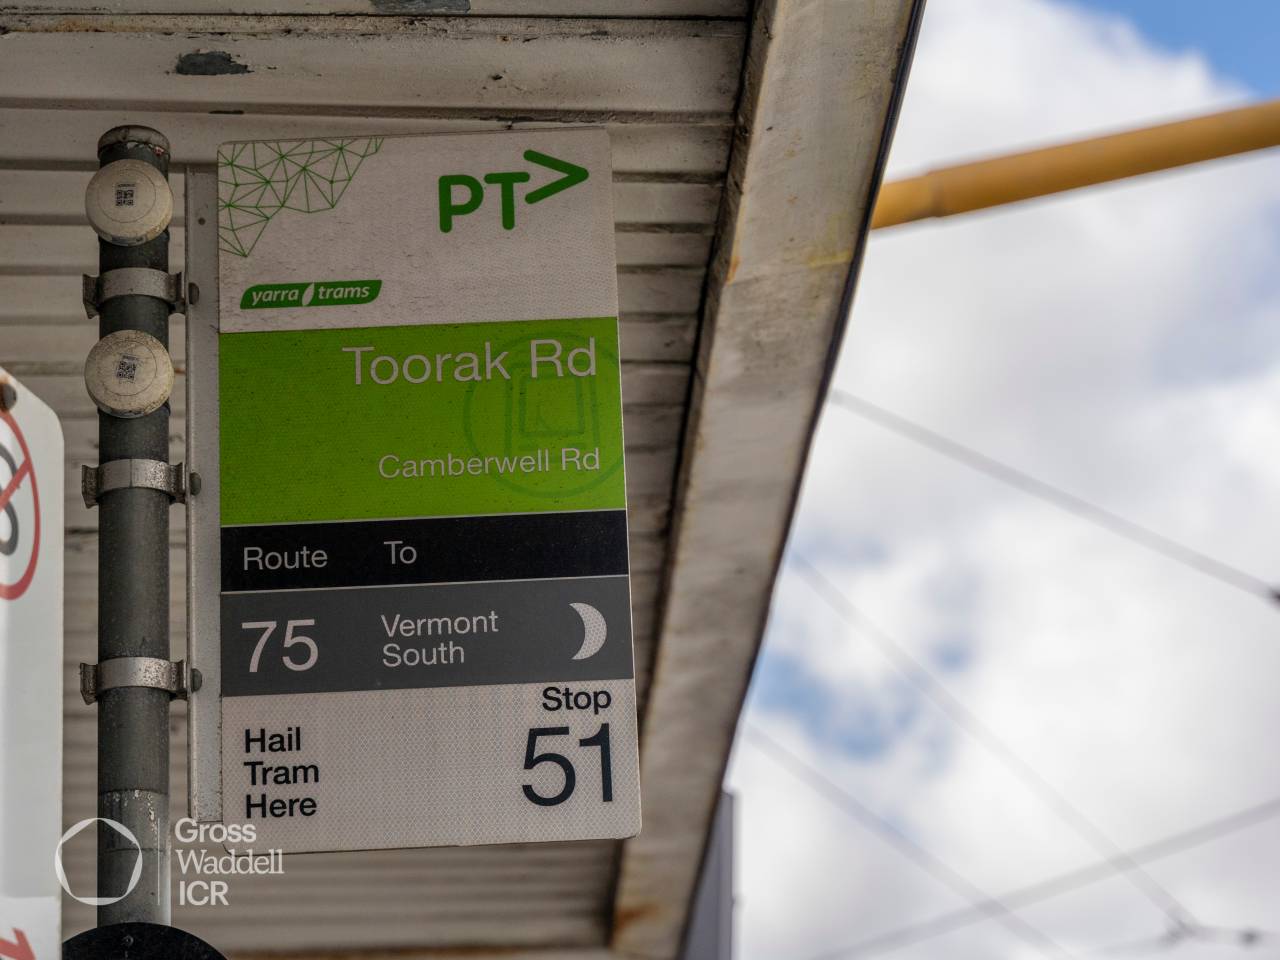 PT>
yarra trams
Toorak Rd
Camberwell Rd
Route To
75 Vermont South
Stop
51
Hail
Tram
Here
Gross
Waddell
ICR